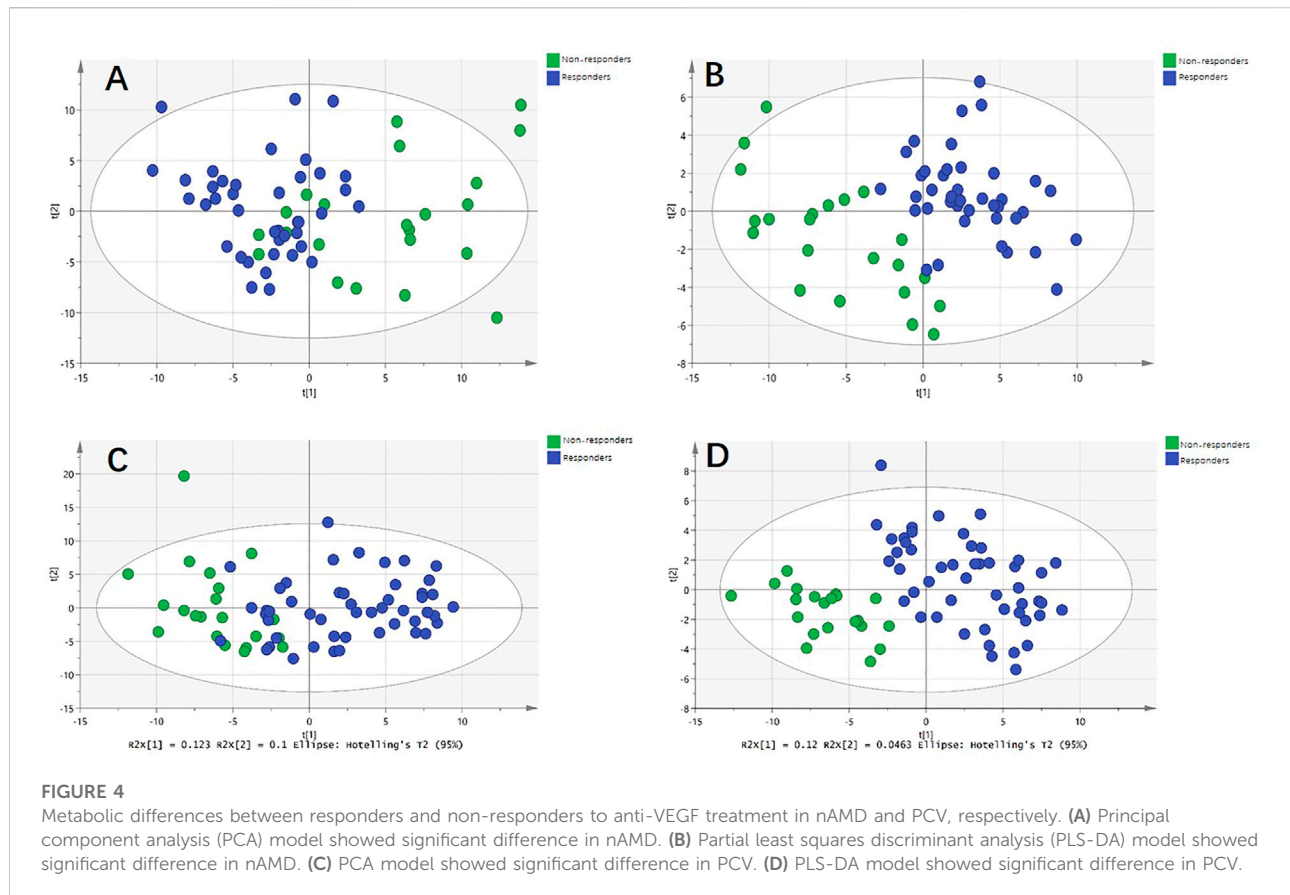 A
Non-responders
Responders
t[2]
10
5
0
-5
-10
-15
-15 -10 -5 0 5 10
t[1]
B
Non-responders
Responders
t[2]
6
4
2
0
-2
-4
-6
-8
-15 -10 -5 0 5 10
t[1]
C
Non-responders
Responders
t[2]
20
15
10
5
0
-5
-10
-15
-15 -10 -5 0 5 10
t[1]
R2X[1] = 0.123 R2X[2] = 0.1 Ellipse: Hotelling's T2 (95%)
D
Non-responders
Responders
t[2]
8
6
4
2
0
-2
-4
-6
-8
-15 -10 -5 0 5 10
t[1]
R2X[1] = 0.12 R2X[2] = 0.0463 Ellipse: Hotelling's T2 (95%)
FIGURE 4
Metabolic differences between responders and non-responders to anti-VEGF treatment in nAMD and PCV, respectively. (A) Principal
component analysis (PCA) model showed significant difference in nAMD. (B) Partial least squares discriminant analysis (PLS-DA) model showed
significant difference in nAMD. (C) PCA model showed significant difference in PCV. (D) PLS-DA model showed significant difference in PCV.